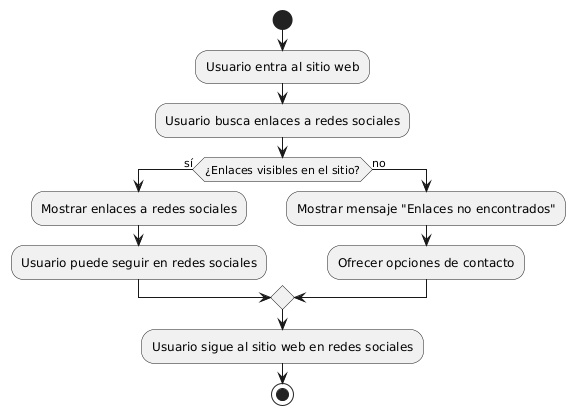 Usuario entra al sitio web
Usuario busca enlaces a redes sociales
sí
¿Enlaces visibles en el sitio?
no
Mostrar enlaces a redes sociales
Mostrar mensaje "Enlaces no encontrados"
Usuario puede seguir en redes sociales
Ofrecer opciones de contacto
Usuario sigue al sitio web en redes sociales